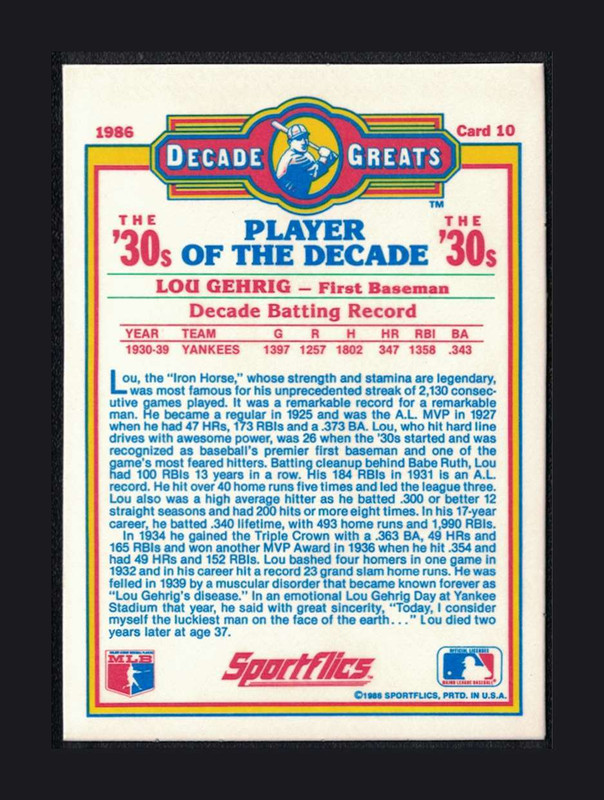 1986
Card 10
DECADE GREATS
TM
THE '30s
PLAYER OF THE DECADE
THE '30s
LOU GEHRIG – First Baseman
Decade Batting Record
YEAR TEAM G R H HR RBI BA
1930-39 YANKEES 1397 1257 1802 347 1358 .343
Lou, the "Iron Horse," whose strength and stamina are legendary,
was most famous for his unprecedented streak of 2,130 consec-
utive games played. It was a remarkable record for a remarkable
man. He became a regular in 1925 and was the A.L. MVP in 1927
when he had 47 HRs, 173 RBIs and a .373 BA. Lou, who hit hard line
drives with awesome power, was 26 when the '30s started and was
recognized as baseball's premier first baseman and one of the
game's most feared hitters. Batting cleanup behind Babe Ruth, Lou
had 100 RBIs 13 years in a row. His 184 RBIs in 1931 is an A.L.
record. He hit over 40 home runs five times and led the league three.
Lou also was a high average hitter as he batted .300 or better 12
straight seasons and had 200 hits or more eight times. In his 17-year
career, he batted .340 lifetime, with 493 home runs and 1,990 RBIs.
In 1934 he gained the Triple Crown with a .363 BA, 49 HRs and
165 RBIs and won another MVP Award in 1936 when he hit .354 and
had 49 HRs and 152 RBIs. Lou bashed four homers in one game in
1932 and in his career hit a record 23 grand slam home runs. He was
felled in 1939 by a muscular disorder that became known forever as
"Lou Gehrig's disease." In an emotional Lou Gehrig Day at Yankee
Stadium that year, he said with great sincerity, "Today, I consider
myself the luckiest man on the face of the earth..." Lou died two
years later at age 37.
MLB
Sportflics
OFFICIAL LICENSEE
MAJOR LEAGUE BASEBALL
©1986 SPORTFLICS, PRTD. IN U.S.A.